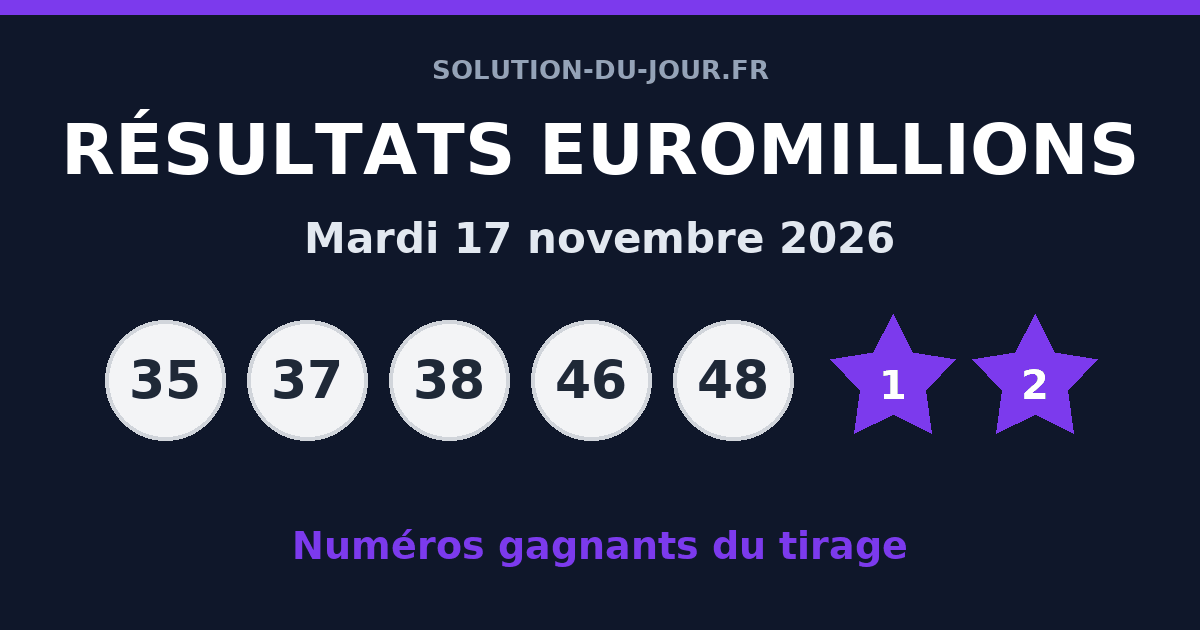 SOLUTION-DU-JOUR.FR
RÉSULTATS EUROMILLIONS
Mardi 17 novembre 2026
35 37 38 46 48 1 2
Numéros gagnants du tirage